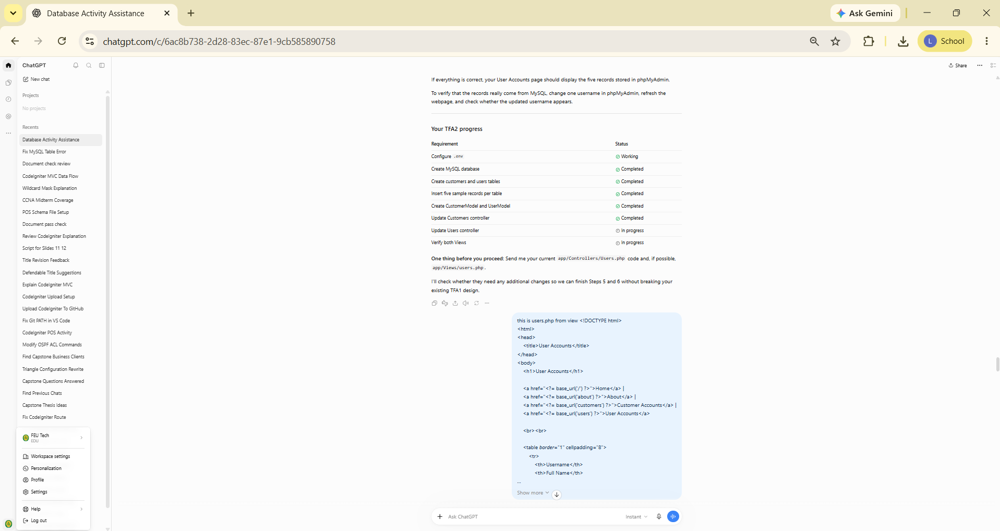 Database Activity Assistance
Ask Gemini
chatgpt.com/c/6ac8b738-2d28-83ec-87e1-9cb585890758
L School
ChatGPT
New chat
Projects
No projects
Recents
Database Activity Assistance
Fix MySQL Table Error
Document check review
CodeIgniter MVC Data Flow
Wildcard Mask Explanation
CCNA Midterm Coverage
POS Schema File Setup
Document pass check
Review CodeIgniter Explanation
Script for Slides 11 12
Title Revision Feedback
Defendable Title Suggestions
Explain CodeIgniter MVC
CodeIgniter Upload Setup
Upload CodeIgniter To GitHub
Fix Git PATH in VS Code
CodeIgniter POS Activity
Modify OSPF ACL Commands
Find Capstone Business Clients
Triangle Configuration Rewrite
Capstone Questions Answered
Find Previous Chats
Capstone Thesis Ideas
Fix CodeIgniter Route
FEU Tech
EDU
Workspace settings
Personalization
Profile
Settings
Help
Log out
Share
If everything is correct, your User Accounts page should display the five records stored in phpMyAdmin.
To verify that the records really come from MySQL, change one username in phpMyAdmin, refresh the
webpage, and check whether the updated username appears.
Your TFA2 progress
Requirement Status
Configure .env Working
Create MySQL database Completed
Create customers and users tables Completed
Insert five sample records per table Completed
Create CustomerModel and UserModel Completed
Update Customers controller Completed
Update Users controller In progress
Verify both Views In progress
One thing before you proceed: Send me your current app/Controllers/Users.php code and, if possible,
app/Views/users.php.
I'll check whether they need any additional changes so we can finish Steps 5 and 6 without breaking your
existing TFA1 design.
this is users.php from view <!DOCTYPE html>
<html>
<head>
<title>User Accounts</title>
</head>
<body>
<h1>User Accounts</h1>
<a href="<?= base_url('/') ?>">Home</a> |
<a href="<?= base_url('about') ?>">About</a> |
<a href="<?= base_url('customers') ?>">Customer Accounts</a> |
<a href="<?= base_url('users') ?>">User Accounts</a>
<br><br>
<table border="1" cellpadding="8">
<tr>
<th>Username</th>
<th>Full Name</th>
...
Show more
Ask ChatGPT
Instant